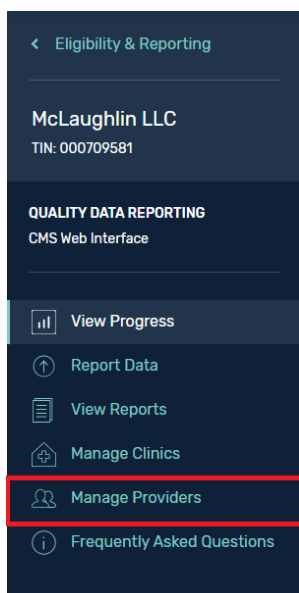 Eligibility & Reporting
McLaughlin LLC
TIN: 000709581
QUALITY DATA REPORTING
CMS Web Interface
View Progress
Report Data
View Reports
Manage Clinics
Manage Providers
Frequently Asked Questions